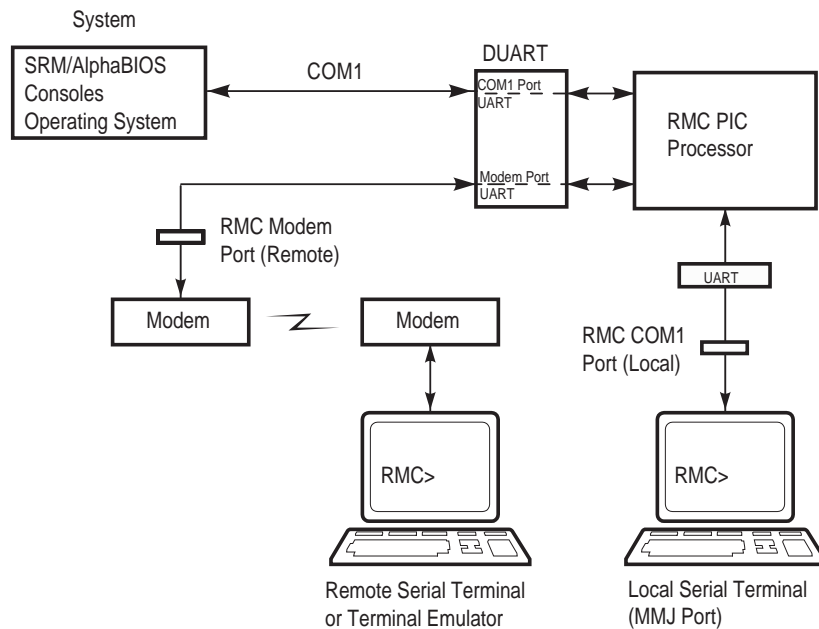 System
SRM/AlphaBIOS
Consoles
Operating System
COM1
DUART
COM1 Port
UART
Modem Port
UART
RMC PIC
Processor
RMC Modem
Port (Remote)
UART
Modem
Modem
RMC COM1
Port (Local)
RMC>
RMC>
Remote Serial Terminal
or Terminal Emulator
Local Serial Terminal
(MMJ Port)